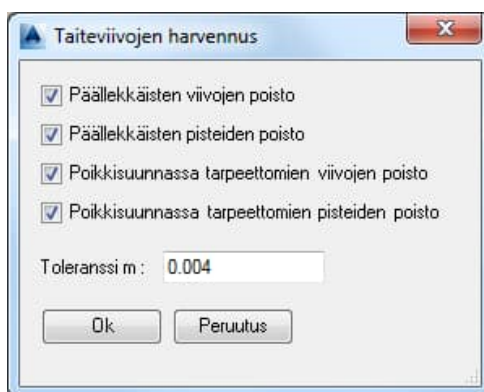 Taiteviivojen harvennus
Päällekkäisten viivojen poisto
Päällekkäisten pisteiden poisto
Poikkisuunnassa tarpeettomien viivojen poisto
Poikkisuunnassa tarpeettomien pisteiden poisto
Toleranssi m : 0.004
Ok Peruutus